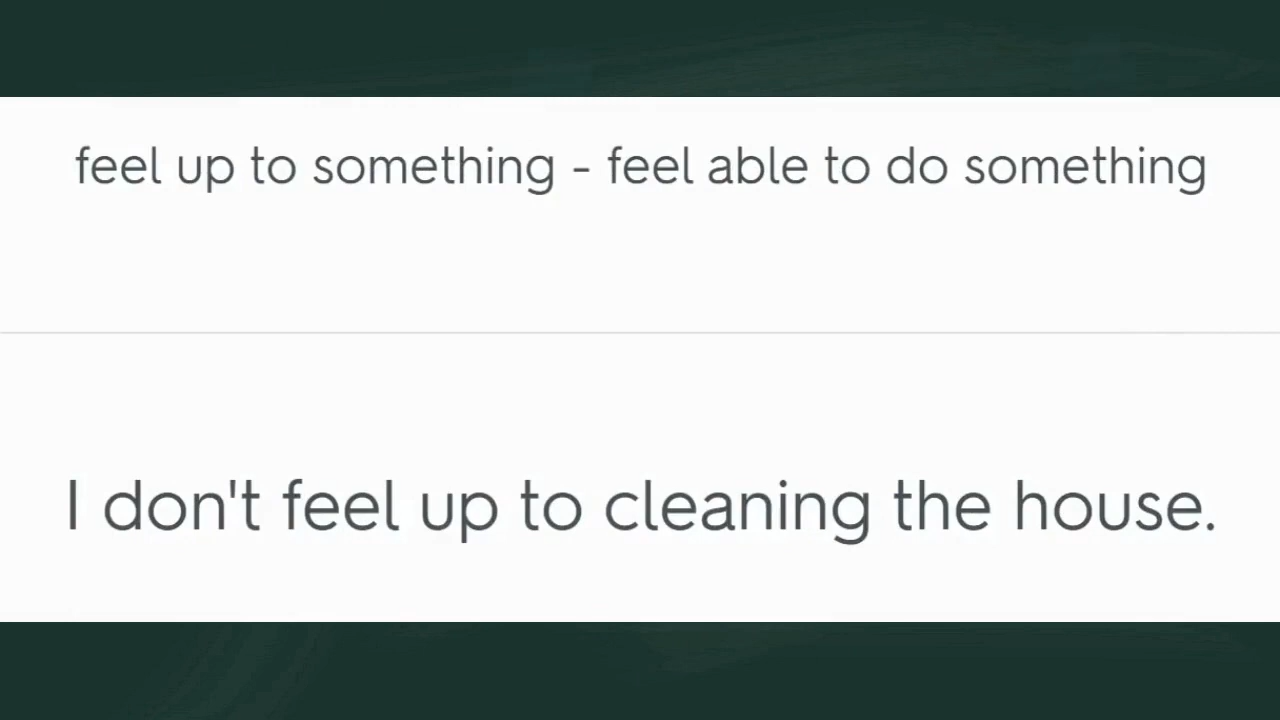 feel up to something - feel able to do something
I don't feel up to cleaning the house.